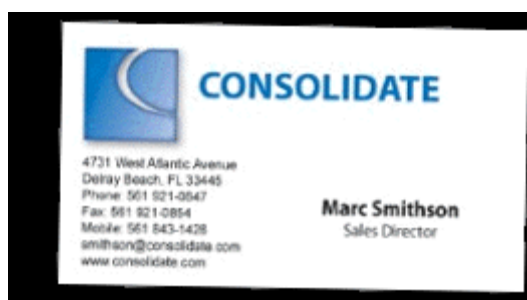 CONSOLIDATE
4731 West Atlantic Avenue
Delray Beach, FL 33445
Phone: 561 921-0847
Fax: 561 921-0854
Mobile: 561 843-1428
smithson@consolidate.com
www.consolidate.com
Marc Smithson
Sales Director